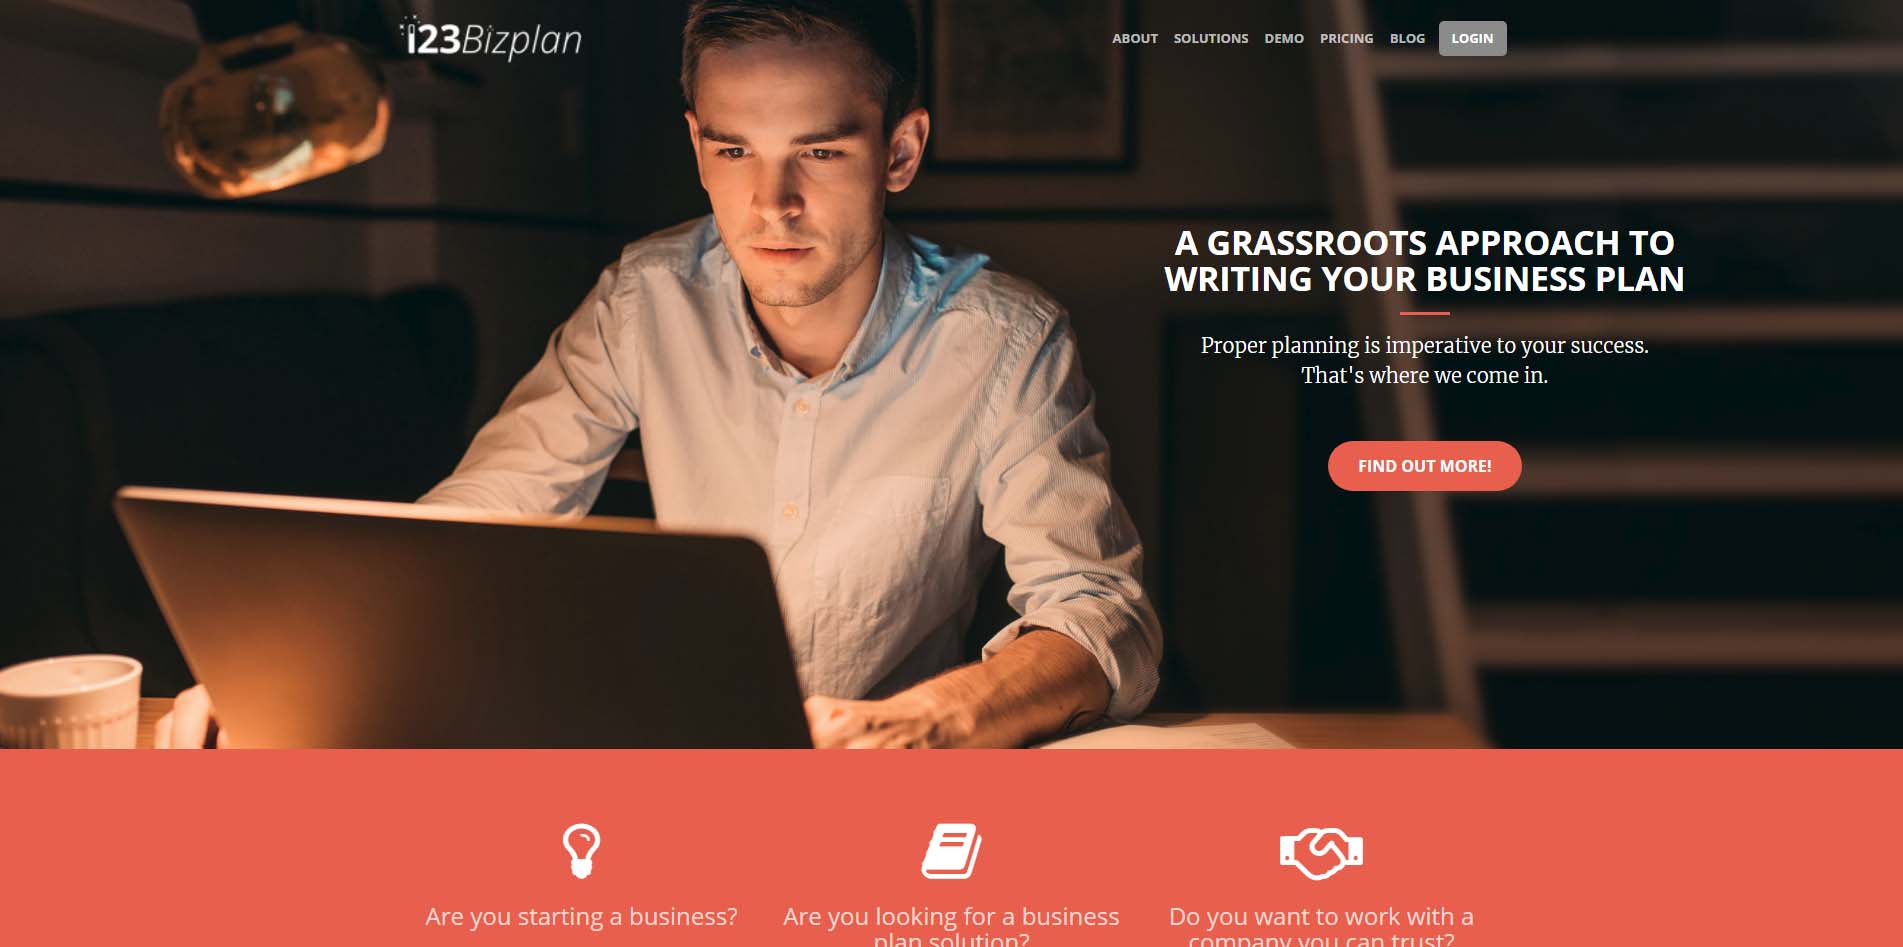 123Bizplan
ABOUT SOLUTIONS DEMO PRICING BLOG LOGIN
A GRASSROOTS APPROACH TO
WRITING YOUR BUSINESS PLAN
Proper planning is imperative to your success.
That's where we come in.
FIND OUT MORE!
Are you starting a business?
Are you looking for a business
plan solution?
Do you want to work with a
company you can trust?